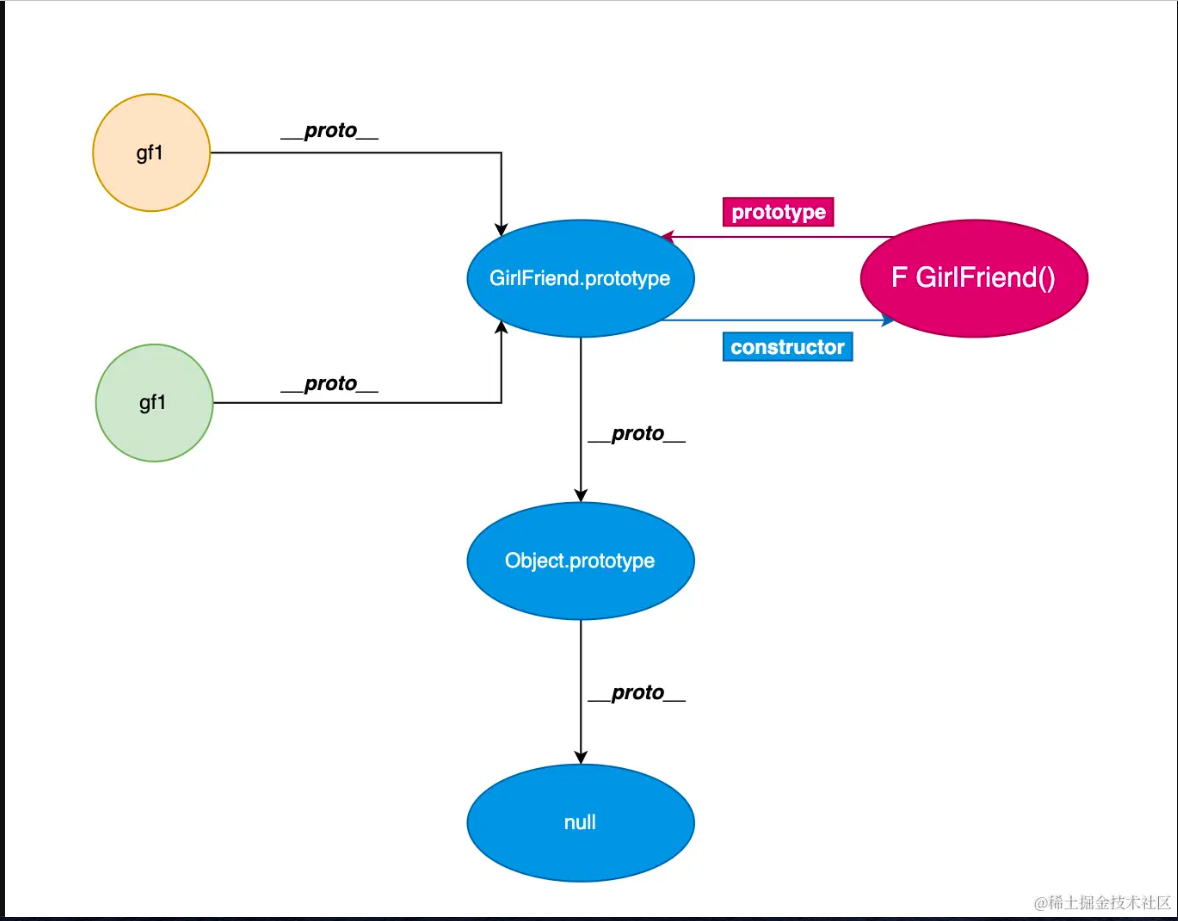 __proto__
gf1
prototype
GirlFriend.prototype
F GirlFriend()
constructor
__proto__
gf1
__proto__
Object.prototype
__proto__
null
@稀土掘金技术社区